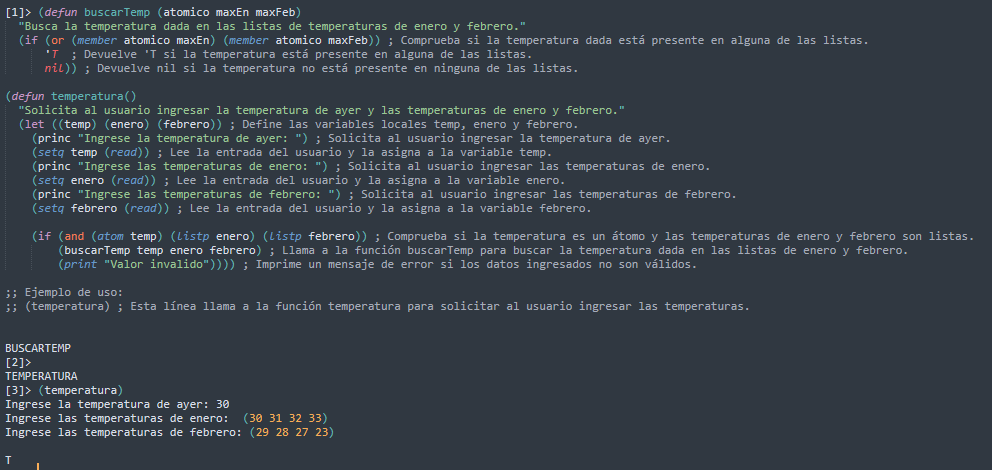 [1]> (defun buscarTemp (atomico maxEn maxFeb)
"Busca la temperatura dada en las listas de temperaturas de enero y febrero."
(if (or (member atomico maxEn) (member atomico maxFeb)) ; Comprueba si la temperatura dada está presente en alguna de las listas.
'T ; Devuelve 'T si la temperatura está presente en alguna de las listas.
nil)) ; Devuelve nil si la temperatura no está presente en ninguna de las listas.
(defun temperatura()
"Solicita al usuario ingresar la temperatura de ayer y las temperaturas de enero y febrero."
(let ((temp) (enero) (febrero)) ; Define las variables locales temp, enero y febrero.
(princ "Ingrese la temperatura de ayer: ") ; Solicita al usuario ingresar la temperatura de ayer.
(setq temp (read)) ; Lee la entrada del usuario y la asigna a la variable temp.
(princ "Ingrese las temperaturas de enero: ") ; Solicita al usuario ingresar las temperaturas de enero.
(setq enero (read)) ; Lee la entrada del usuario y la asigna a la variable enero.
(princ "Ingrese las temperaturas de febrero: ") ; Solicita al usuario ingresar las temperaturas de febrero.
(setq febrero (read)) ; Lee la entrada del usuario y la asigna a la variable febrero.
(if (and (atom temp) (listp enero) (listp febrero)) ; Comprueba si la temperatura es un átomo y las temperaturas de enero y febrero son listas.
(buscarTemp temp enero febrero) ; Llama a la función buscarTemp para buscar la temperatura dada en las listas de enero y febrero.
(print "Valor invalido")))) ; Imprime un mensaje de error si los datos ingresados no son válidos.
;; Ejemplo de uso:
;; (temperatura) ; Esta línea llama a la función temperatura para solicitar al usuario ingresar las temperaturas.
BUSCARTEMP
[2]>
TEMPERATURA
[3]> (temperatura)
Ingrese la temperatura de ayer: 30
Ingrese las temperaturas de enero:  (30 31 32 33)
Ingrese las temperaturas de febrero: (29 28 27 23)
T